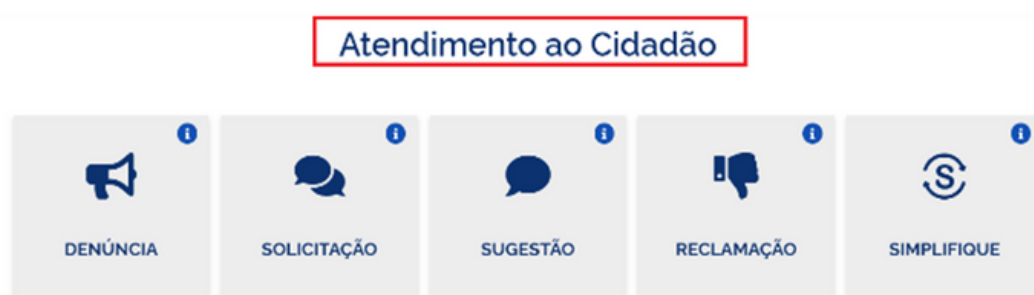 Atendimento ao Cidadão
DENÚNCIA
SOLICITAÇÃO
SUGESTÃO
RECLAMAÇÃO
SIMPLIFIQUE